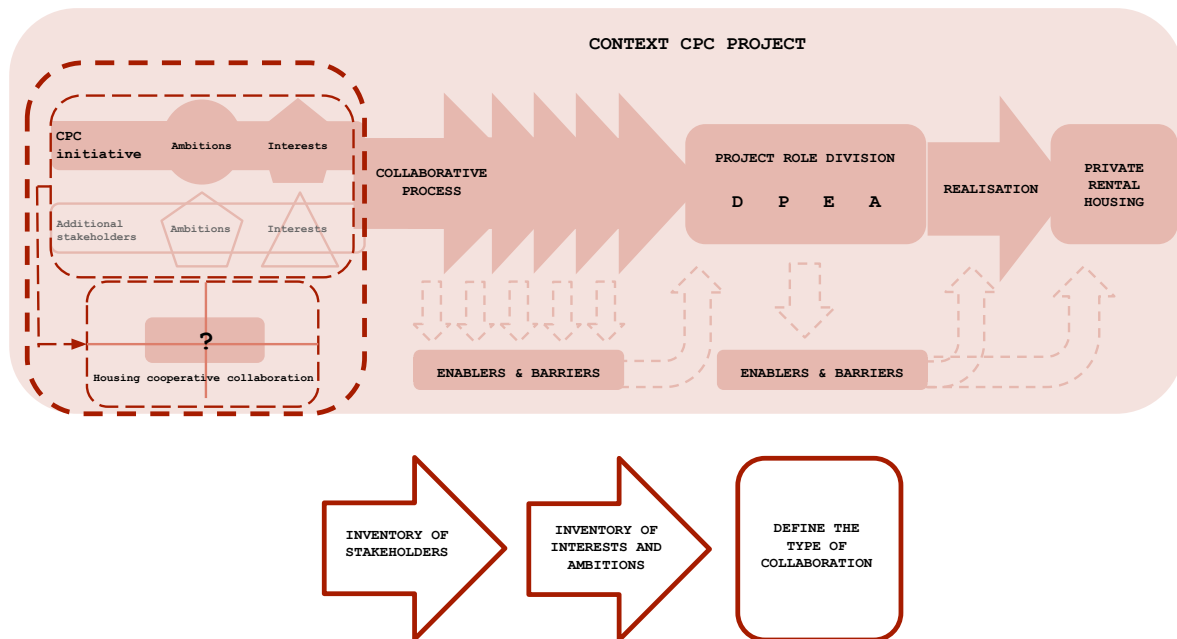 CONTEXT CPC PROJECT
CPC
initiative
Ambitions
Interests
Additional
stakeholders
Ambitions
Interests
?
Housing cooperative collaboration
COLLABORATIVE
PROCESS
PROJECT ROLE DIVISION
D P E A
REALISATION
PRIVATE
RENTAL
HOUSING
ENABLERS & BARRIERS
ENABLERS & BARRIERS
INVENTORY OF
STAKEHOLDERS
INVENTORY OF
INTERESTS AND
AMBITIONS
DEFINE THE
TYPE OF
COLLABORATION